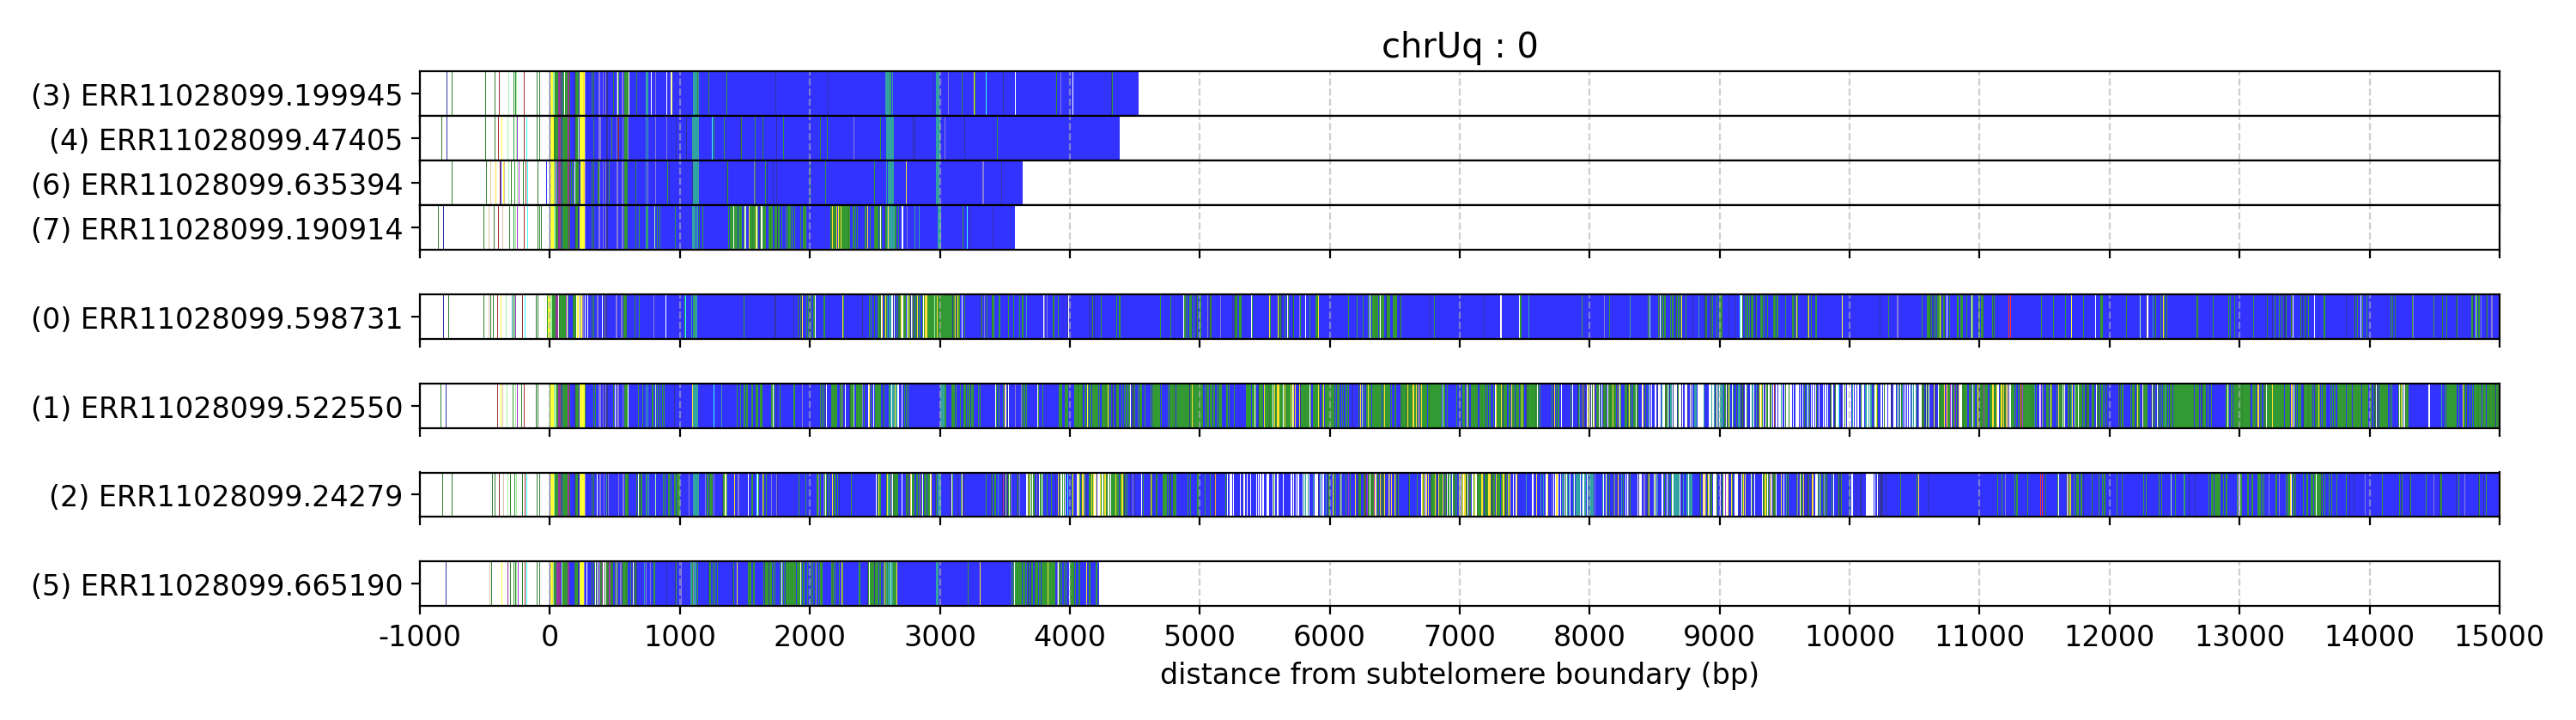 chrUq : 0
(3) ERR11028099.199945
(4) ERR11028099.47405
(6) ERR11028099.635394
(7) ERR11028099.190914
(0) ERR11028099.598731
(1) ERR11028099.522550
(2) ERR11028099.24279
(5) ERR11028099.665190
-1000 0 1000 2000 3000 4000 5000 6000 7000 8000 9000 10000 11000 12000 13000 14000 15000
distance from subtelomere boundary (bp)